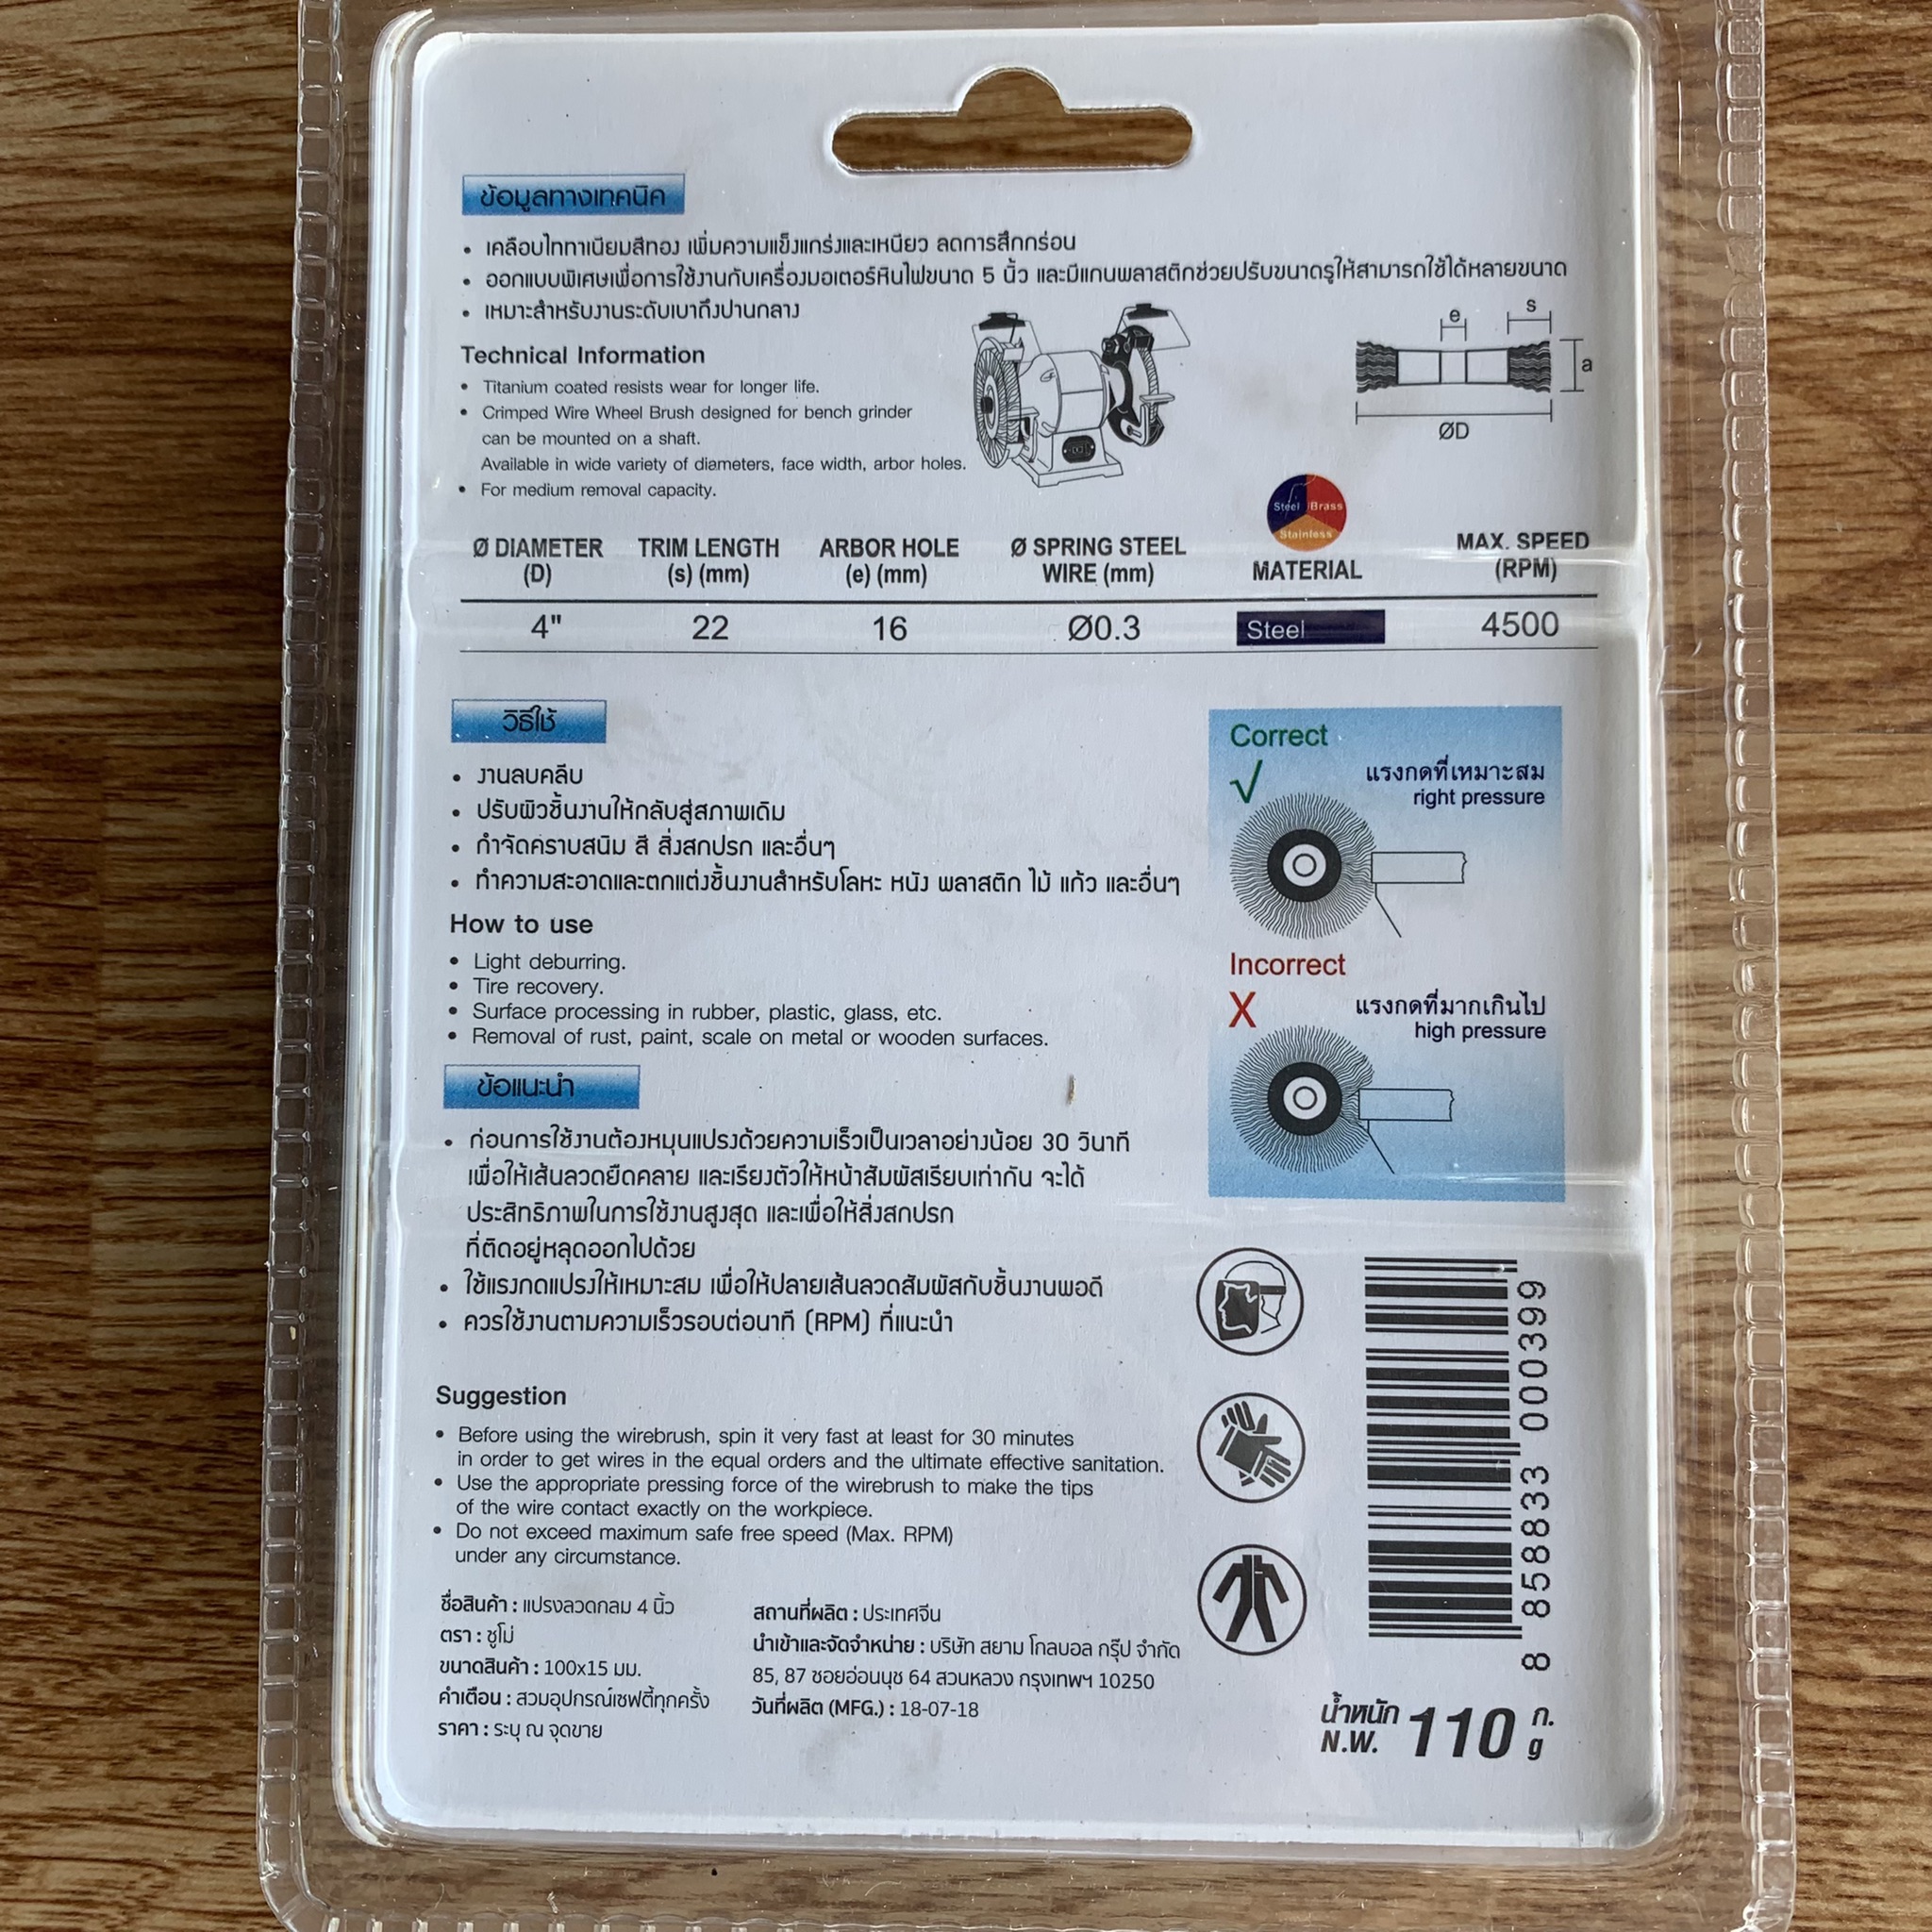 ข้อมูลทางเทคนิค
• เคลือบไททาเนียมสีทอง เพิ่มความแข็งแกร่งและเหนียว ลดการสึกกร่อน
• ออกแบบพิเศษเพื่อการใช้งานกับเครื่องมอเตอร์หินไฟขนาด 5 นิ้ว และมีแกนพลาสติกช่วยปรับขนาดรูให้สามารถใช้ได้หลายขนาด
• เหมาะสำหรับงานระดับเบาถึงปานกลาง
Technical Information
• Titanium coated resists wear for longer life.
• Crimped Wire Wheel Brush designed for bench grinder
can be mounted on a shaft.
Available in wide variety of diameters, face width, arbor holes.
• For medium removal capacity.
e
s
a
ØD
Steel Brass
Stainless
Ø DIAMETER (D)
TRIM LENGTH (s) (mm)
ARBOR HOLE (e) (mm)
Ø SPRING STEEL WIRE (mm)
MATERIAL
MAX. SPEED (RPM)
4" 22 16 Ø0.3 Steel 4500
วิธีใช้
• งานลบคลีบ
• ปรับผิวชิ้นงานให้กลับสู่สภาพเดิม
• กำจัดคราบสนิม สี สิ่งสกปรก และอื่นๆ
• ทำความสะอาดและตกแต่งชิ้นงานสำหรับโลหะ หนัง พลาสติก ไม้ แก้ว และอื่นๆ
How to use
• Light deburring.
• Tire recovery.
• Surface processing in rubber, plastic, glass, etc.
• Removal of rust, paint, scale on metal or wooden surfaces.
Correct
√
แรงกดที่เหมาะสม
right pressure
Incorrect
X
แรงกดที่มากเกินไป
high pressure
ข้อแนะนำ
• ก่อนการใช้งานต้องหมุนแปรงด้วยความเร็วเป็นเวลาอย่างน้อย 30 วินาที
เพื่อให้เส้นลวดยืดคลาย และเรียงตัวให้หน้าสัมผัสเรียบเท่ากัน จะได้
ประสิทธิภาพในการใช้งานสูงสุด และเพื่อให้สิ่งสกปรก
ที่ติดอยู่หลุดออกไปด้วย
• ใช้แรงกดแปรงให้เหมาะสม เพื่อให้ปลายเส้นลวดสัมผัสกับชิ้นงานพอดี
• ควรใช้งานตามความเร็วรอบต่อนาที (RPM) ที่แนะนำ
Suggestion
• Before using the wirebrush, spin it very fast at least for 30 minutes
in order to get wires in the equal orders and the ultimate effective sanitation.
• Use the appropriate pressing force of the wirebrush to make the tips
of the wire contact exactly on the workpiece.
• Do not exceed maximum safe free speed (Max. RPM)
under any circumstance.
ชื่อสินค้า : แปรงลวดกลม 4 นิ้ว
ตรา : ซูโม่
ขนาดสินค้า : 100x15 มม.
คำเตือน : สวมอุปกรณ์เซฟตี้ทุกครั้ง
ราคา : ระบุ ณ จุดขาย
สถานที่ผลิต : ประเทศจีน
นำเข้าและจัดจำหน่าย : บริษัท สยาม โกลบอล กรุ๊ป จำกัด
85, 87 ซอยอ่อนนุช 64 สวนหลวง กรุงเทพฯ 10250
วันที่ผลิต (MFG.) : 18-07-18
8 858833 000399
น้ำหนัก 110 ก.
N.W. g